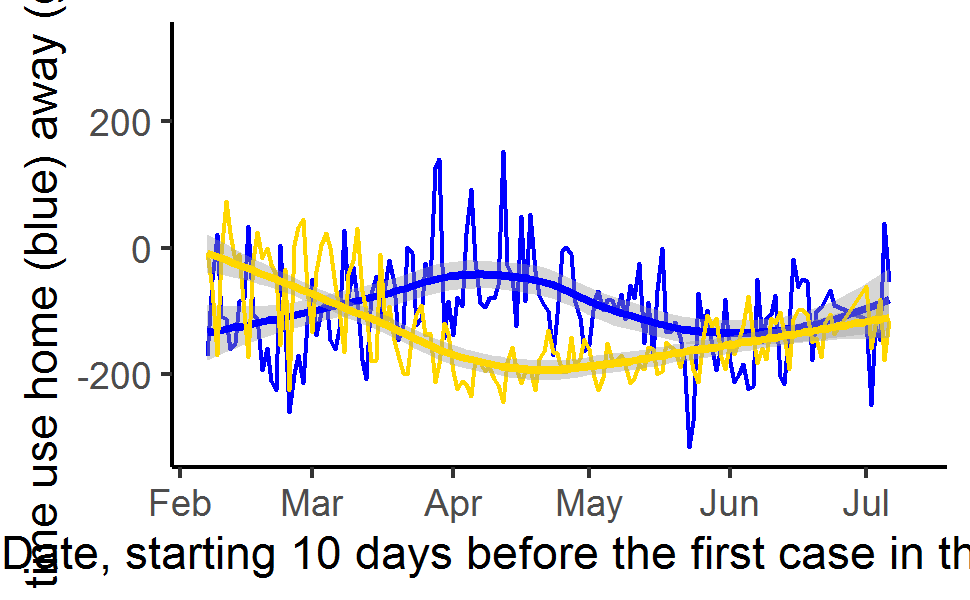 time use home (blue) away (
200
0
-200
Feb Mar Apr May Jun Jul
Date, starting 10 days before the first case in th